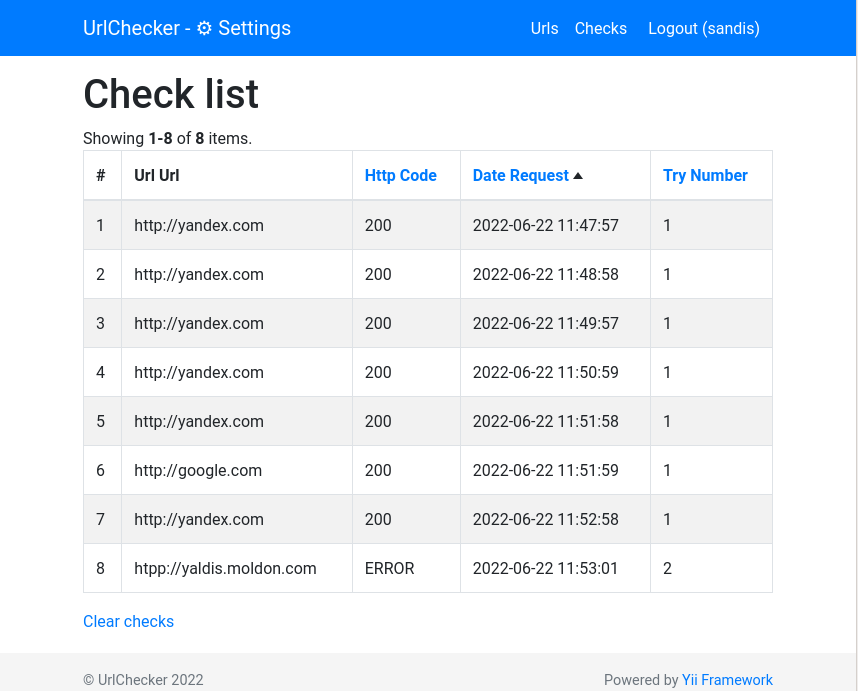 UrlChecker - ⚙ Settings Urls Checks Logout (sandis)
Check list
Showing 1-8 of 8 items.
# Url Url Http Code Date Request Try Number
1 http://yandex.com 200 2022-06-22 11:47:57 1
2 http://yandex.com 200 2022-06-22 11:48:58 1
3 http://yandex.com 200 2022-06-22 11:49:57 1
4 http://yandex.com 200 2022-06-22 11:50:59 1
5 http://yandex.com 200 2022-06-22 11:51:58 1
6 http://google.com 200 2022-06-22 11:51:59 1
7 http://yandex.com 200 2022-06-22 11:52:58 1
8 htpp://yaldis.moldon.com ERROR 2022-06-22 11:53:01 2
Clear checks
© UrlChecker 2022 Powered by Yii Framework